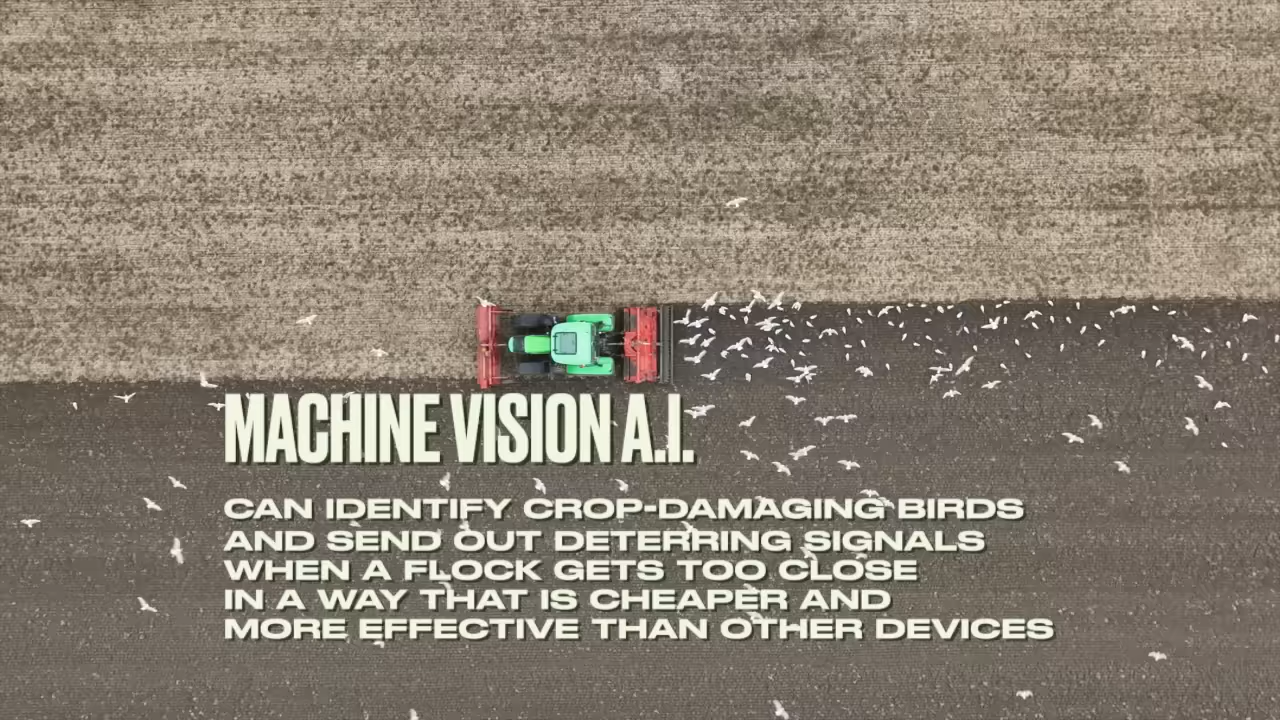 MACHINE VISION A.I.
CAN IDENTIFY CROP-DAMAGING BIRDS
AND SEND OUT DETERRING SIGNALS
WHEN A FLOCK GETS TOO CLOSE
IN A WAY THAT IS CHEAPER AND
MORE EFFECTIVE THAN OTHER DEVICES